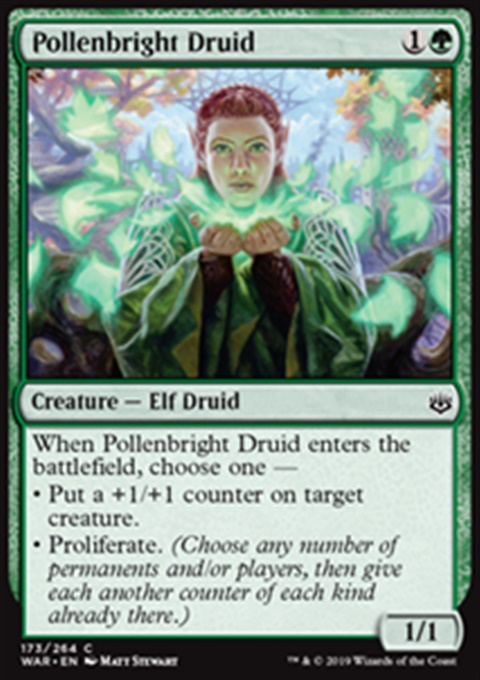 Pollenbright Druid 1
Creature — Elf Druid
When Pollenbright Druid enters the
battlefield, choose one —
• Put a +1/+1 counter on target
creature.
• Proliferate. (Choose any number of
permanents and/or players, then give
each another counter of each kind
already there.)
1/1
173/264 C
WAR • EN Matt Stewart
™ & © 2019 Wizards of the Coast